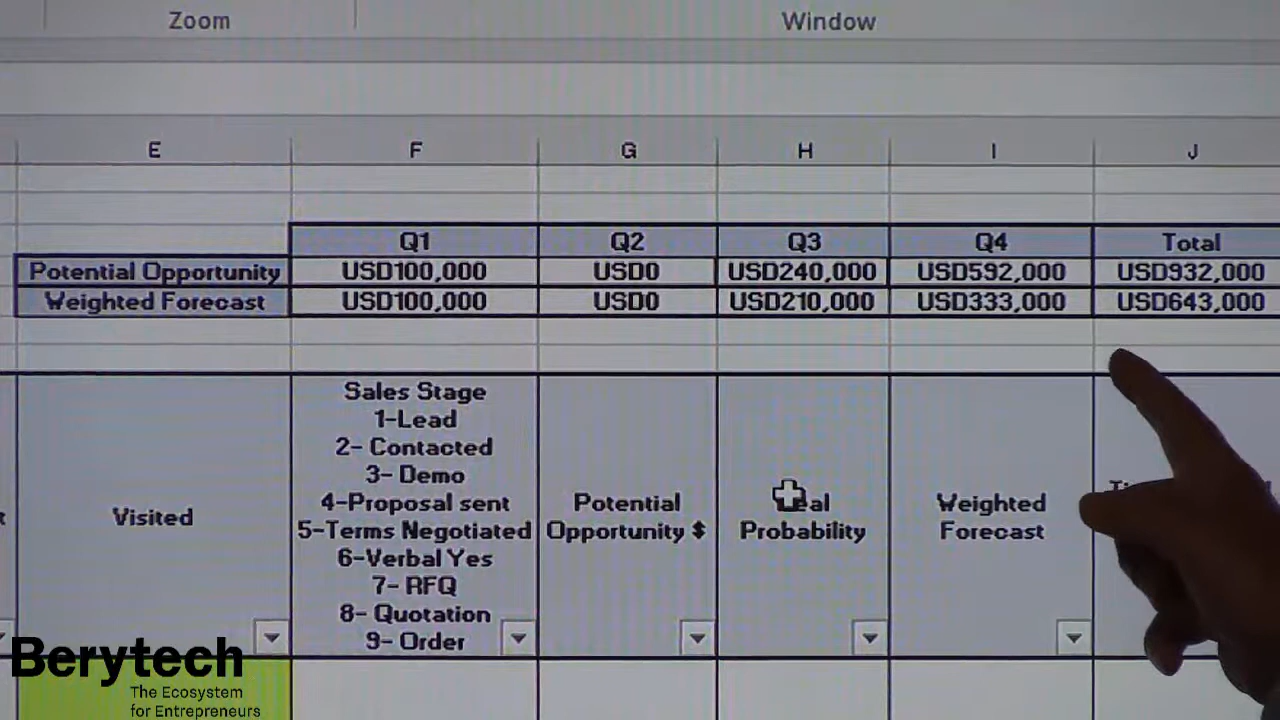 Zoom Window
E F G H I J
Q1 Q2 Q3 Q4 Total
Potential Opportunity USD100,000 USD0 USD240,000 USD592,000 USD932,000
Weighted Forecast USD100,000 USD0 USD210,000 USD333,000 USD643,000
Visited
Sales Stage
1-Lead
2- Contacted
3- Demo
4-Proposal sent
5-Terms Negotiated
6-Verbal Yes
7- RFQ
8- Quotation
9- Order
Potential
Opportunity $
Probability
Weighted
Forecast
Berytech
The Ecosystem
for Entrepreneurs